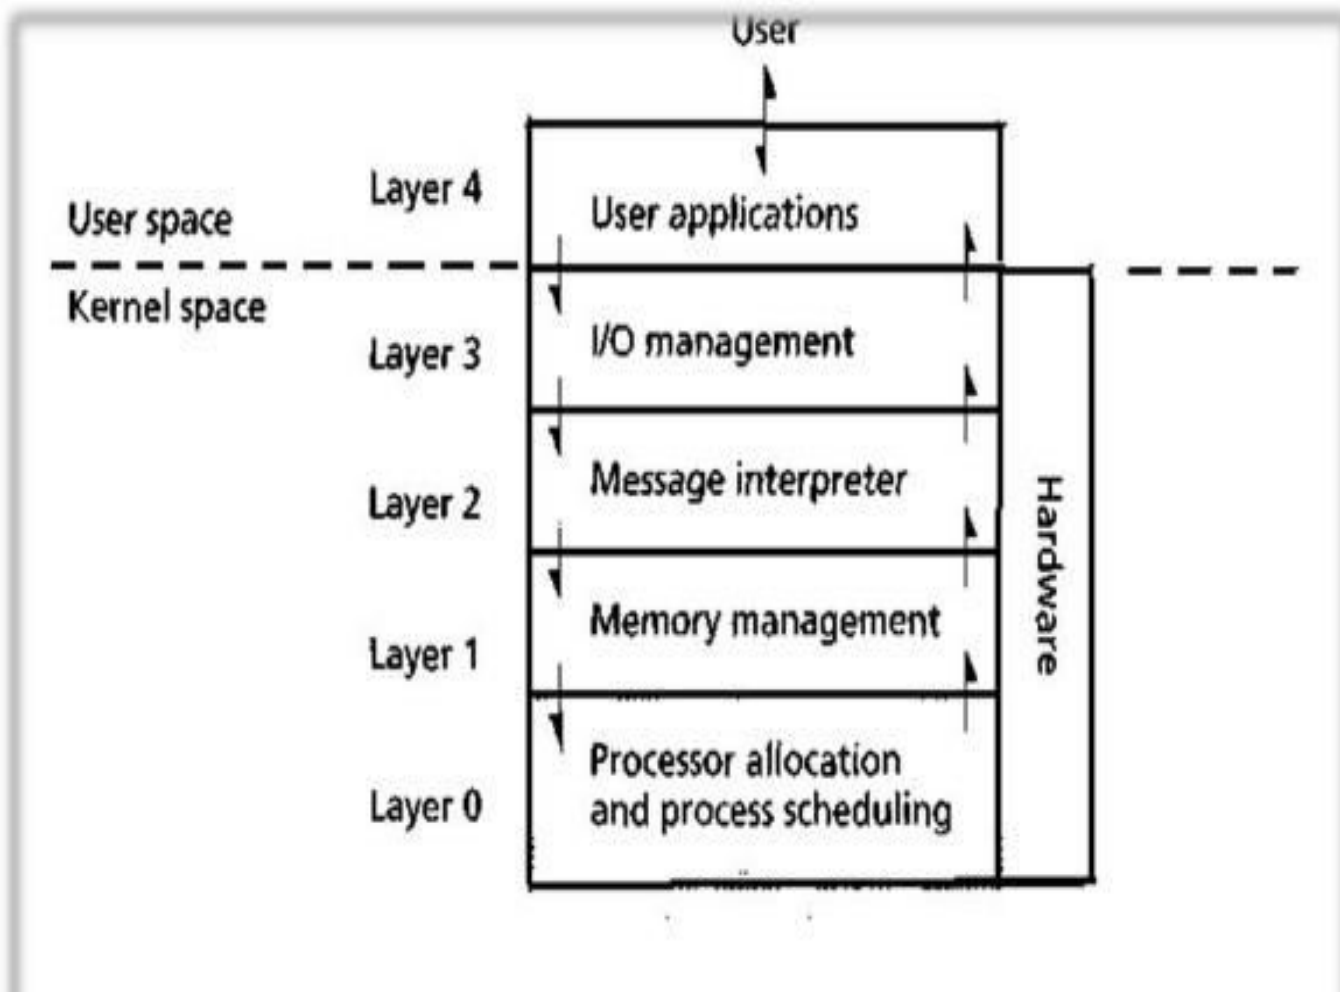 User
Layer 4
User applications
User space
Kernel space
Layer 3
I/O management
Layer 2
Message interpreter
Layer 1
Memory management
Layer 0
Processor allocation
and process scheduling
Hardware